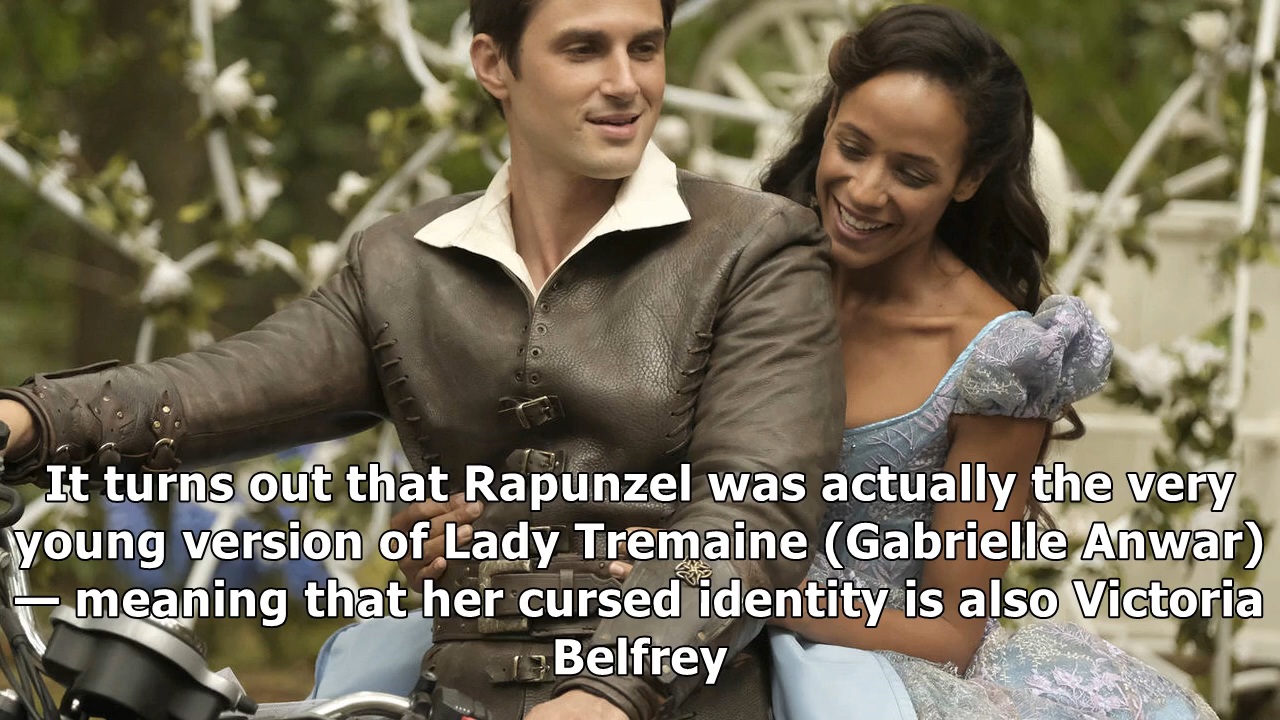 It turns out that Rapunzel was actually the very
young version of Lady Tremaine (Gabrielle Anwar)
— meaning that her cursed identity is also Victoria
Belfrey